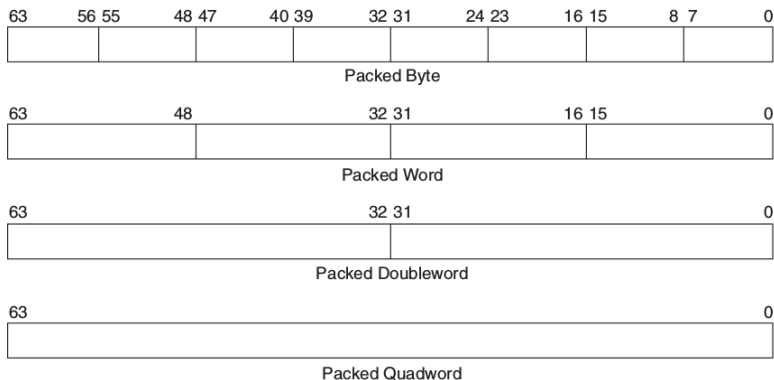 63 56 55 48 47 40 39 32 31 24 23 16 15 8 7 0
Packed Byte
63 48 32 31 16 15 0
Packed Word
63 32 31 0
Packed Doubleword
63 0
Packed Quadword